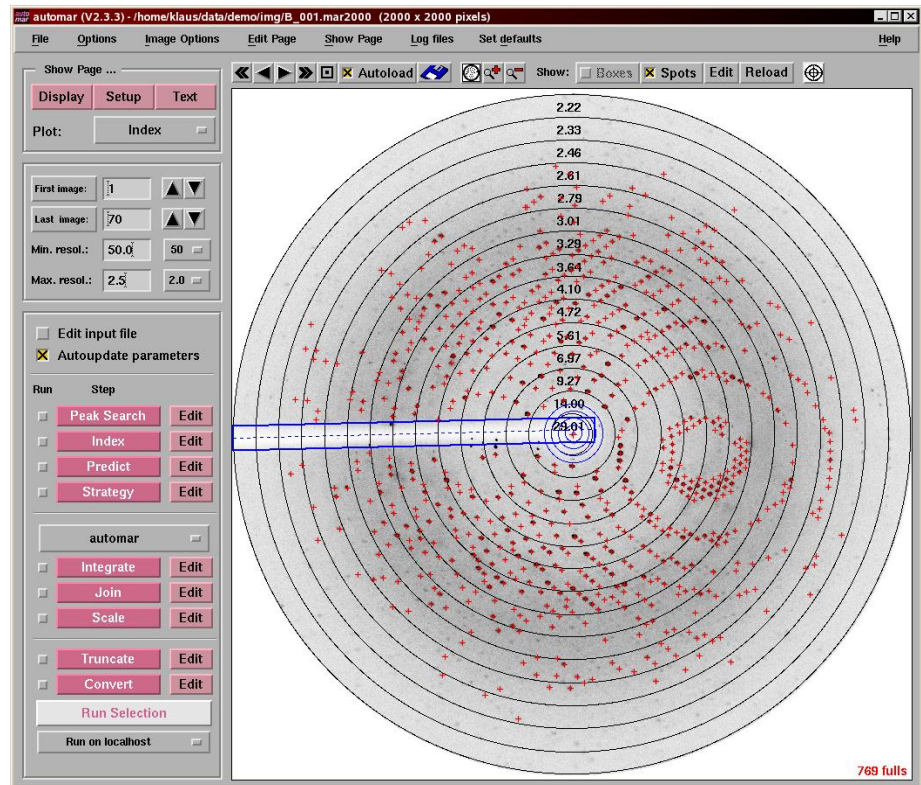 auto mar automar (V2.3.3) - /home/klaus/data/demo/img/B_001.mar2000 (2000 x 2000 pixels)
File Options Image Options Edit Page Show Page Log files Set defaults Help
Show Page ...
Display Setup Text
Plot: Index
Autoload Show: Boxes Spots Edit Reload
First image: 1
Last image: 70
Min. resol.: 50.0 50
Max. resol.: 2.5 2.0
Edit input file
Autoupdate parameters
Run Step
Peak Search Edit
Index Edit
Predict Edit
Strategy Edit
automar
Integrate Edit
Join Edit
Scale Edit
Truncate Edit
Convert Edit
Run Selection
Run on localhost
2.22
2.33
2.46
2.61
2.79
3.01
3.29
3.64
4.10
4.72
5.61
6.97
9.27
14.00
29.01
769 fulls